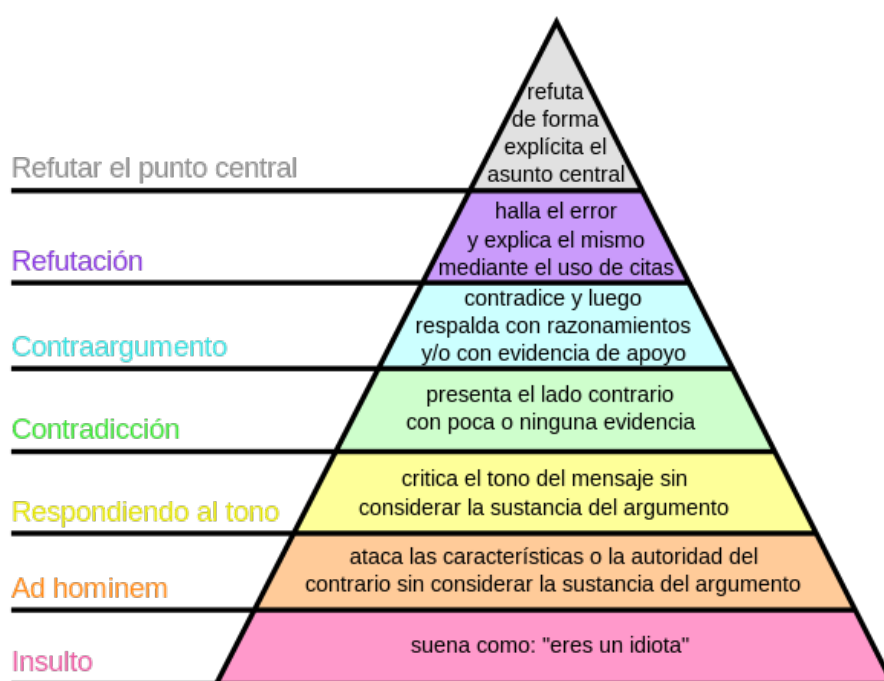 refuta
de forma
explícita el
asunto central
Refutar el punto central
halla el error
y explica el mismo
mediante el uso de citas
Refutación
contradice y luego
respalda con razonamientos
y/o con evidencia de apoyo
Contraargumento
presenta el lado contrario
con poca o ninguna evidencia
Contradicción
critica el tono del mensaje sin
considerar la sustancia del argumento
Respondiendo al tono
ataca las características o la autoridad del
contrario sin considerar la sustancia del argumento
Ad hominem
suena como: "eres un idiota"
Insulto